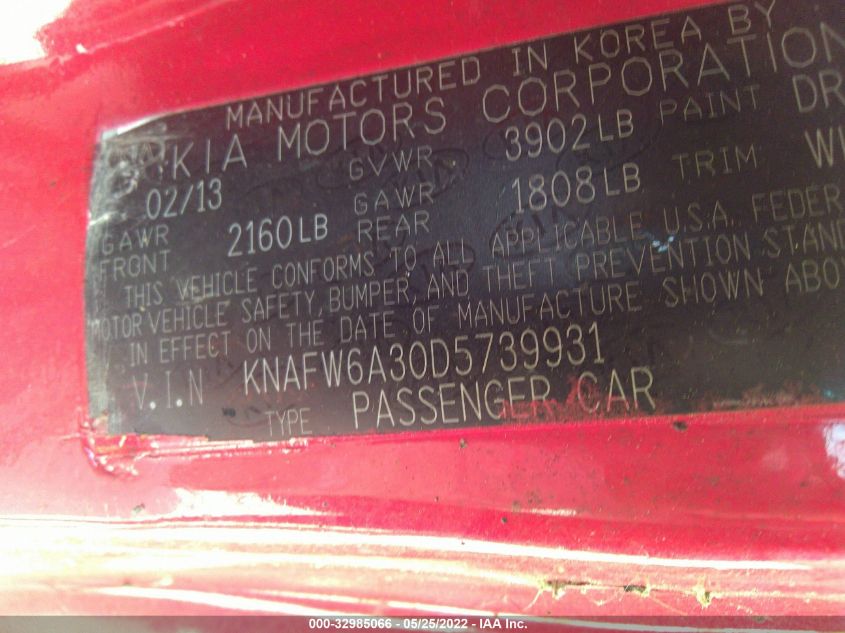 MANUFACTURED IN KOREA BY
KIA MOTORS CORPORATION
02/13 GVWR 3902LB PAINT DR
GAWR FRONT 2160LB GAWR REAR 1808LB TRIM
THIS VEHICLE CONFORMS TO ALL APPLICABLE U.S.A. FEDER
MOTOR VEHICLE SAFETY, BUMPER, AND THEFT PREVENTION STAND
IN EFFECT ON THE DATE OF MANUFACTURE SHOWN ABO
V.I.N KNAFW6A30D5739931
TYPE PASSENGER CAR
000-32985066 - 05/25/2022 - IAA Inc.